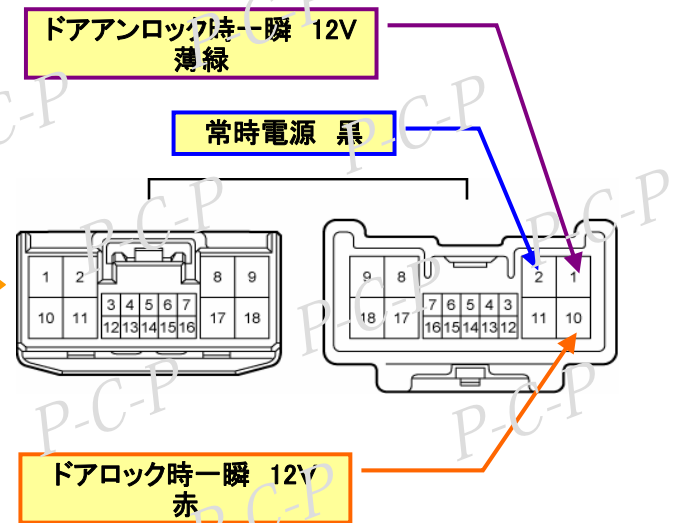 ドアアンロック時一瞬 12V
薄緑
常時電源 黒
1 2 8 9
3 4 5 6 7
10 11 12 13 14 15 16 17 18
9 8 2 1
7 6 5 4 3
18 17 16 15 14 13 12 11 10
ドアロック時一瞬 12V
赤
P-C-P
P-C-P
P-C-P
P-C-P
P-C-P
P-C-P
P-C-P
P-C-P
P-C-P